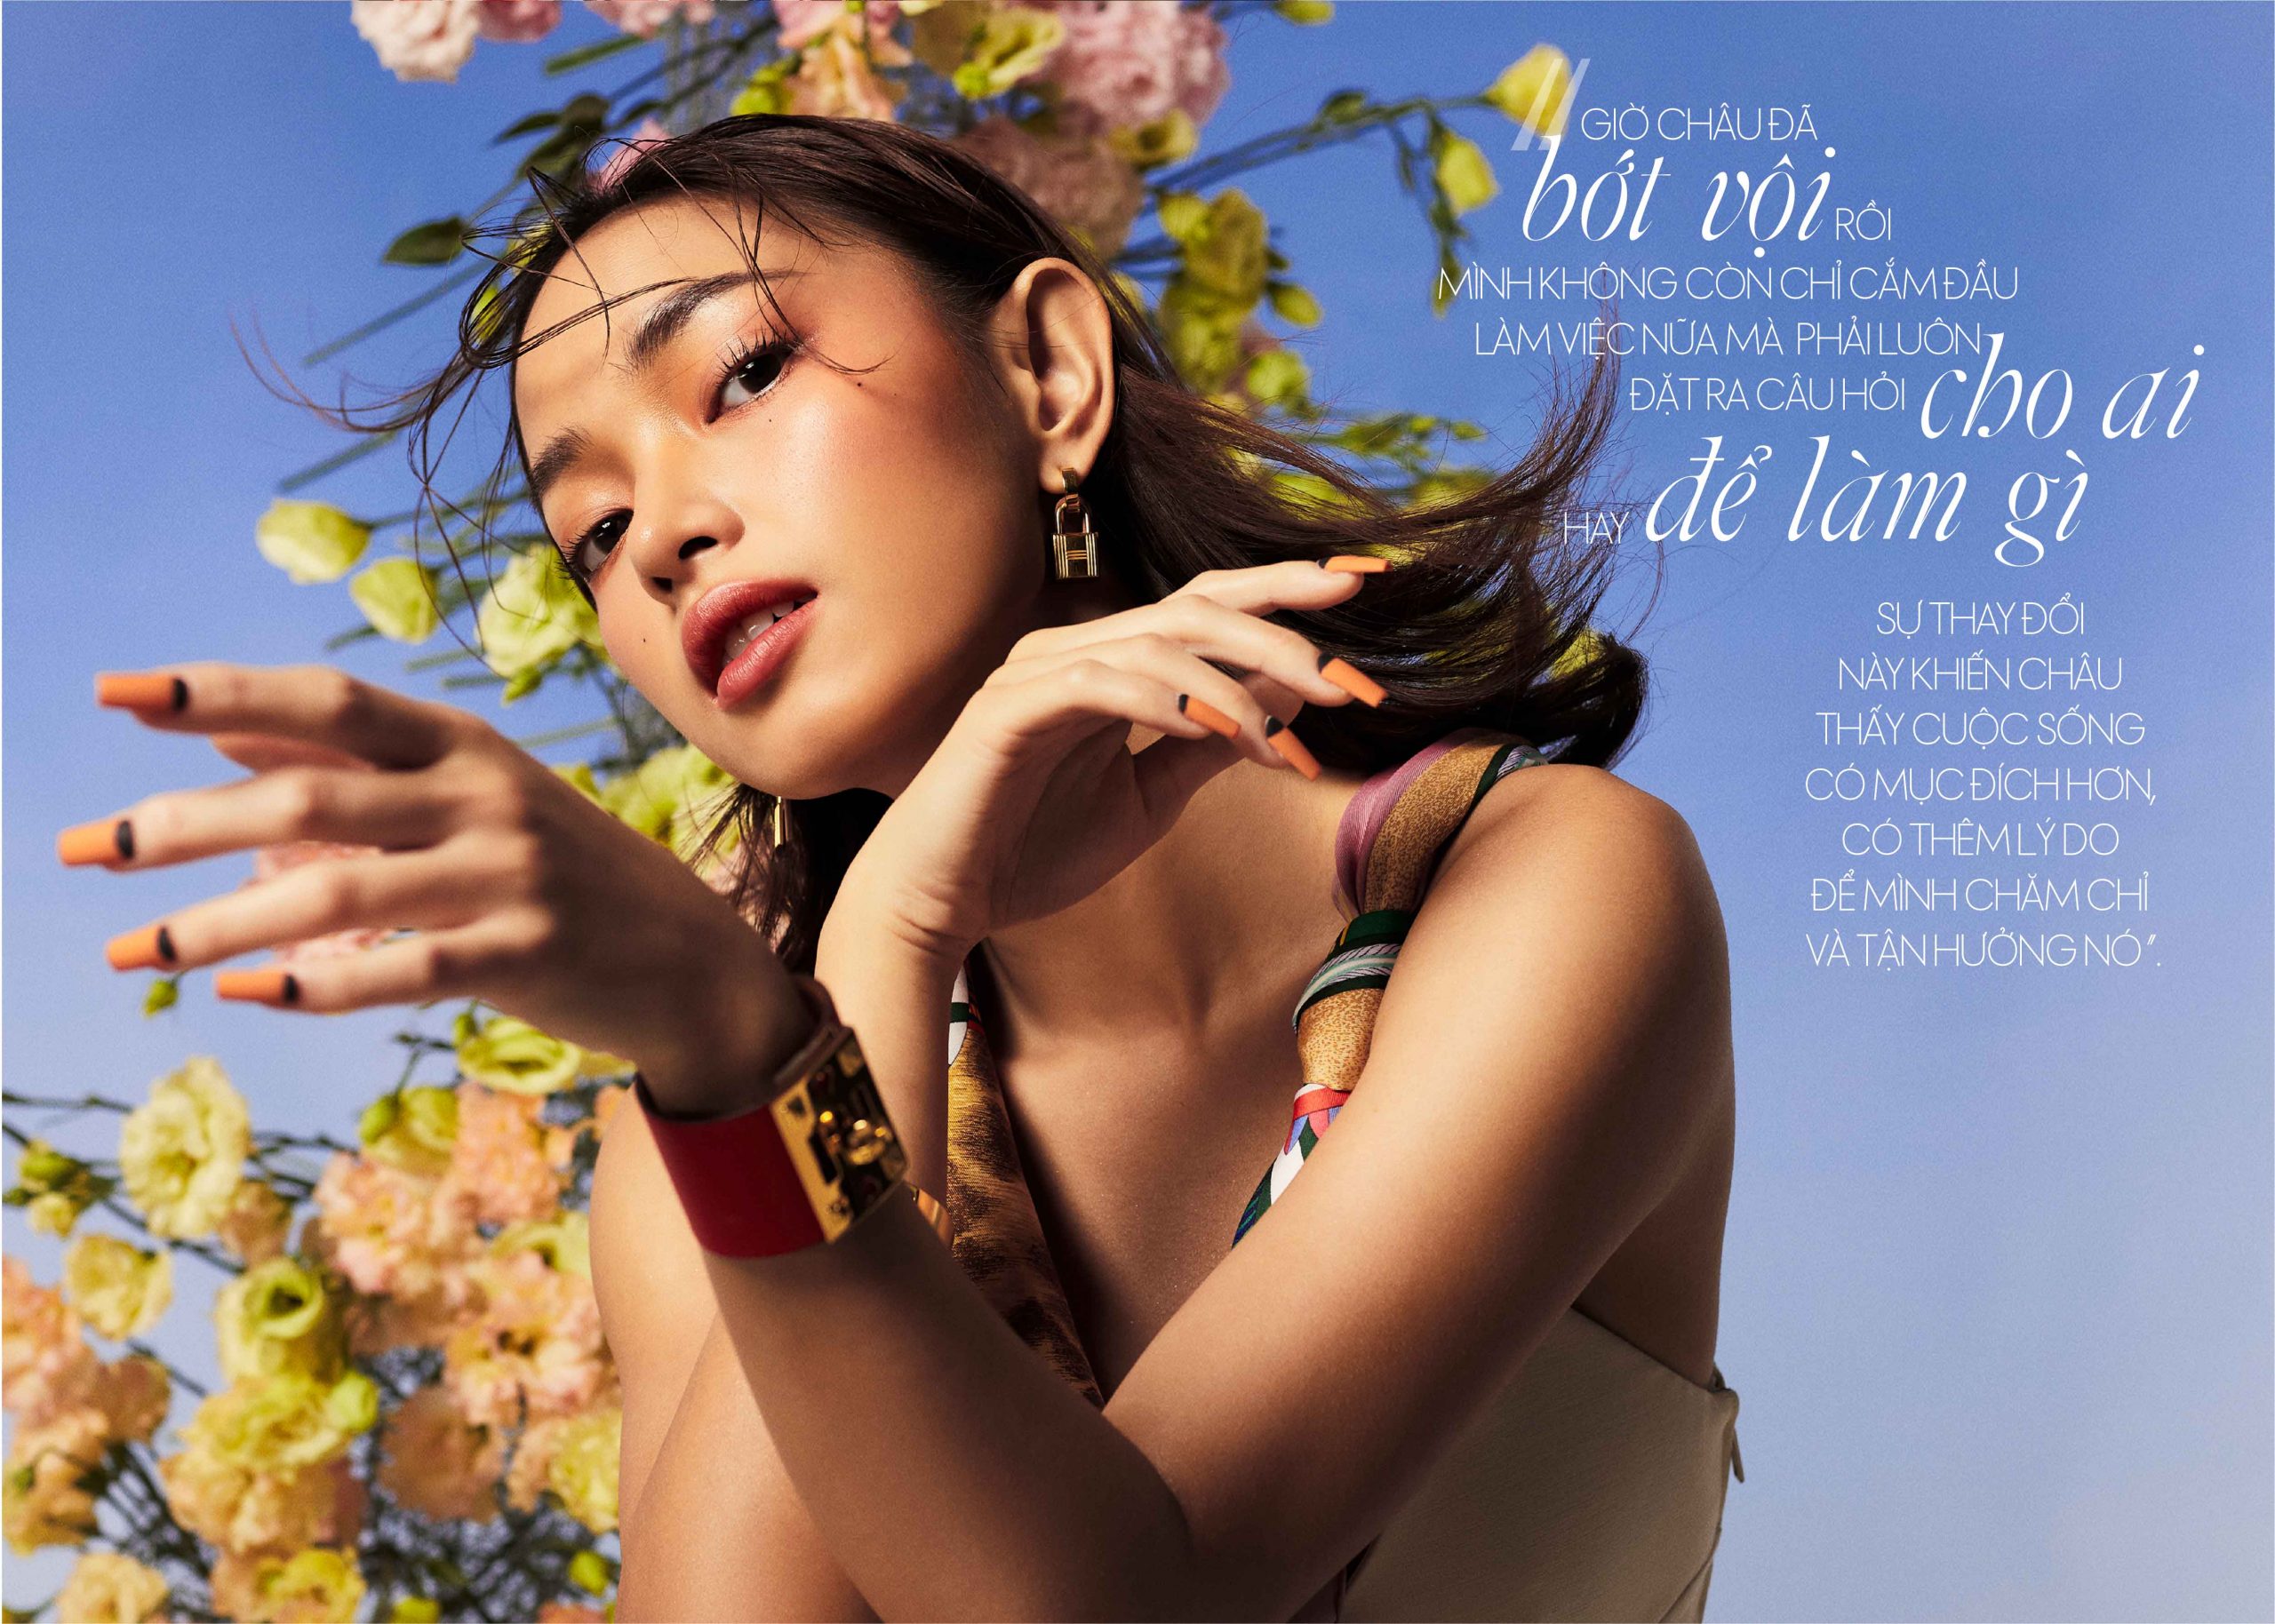 “GIỜ CHÂU ĐÃ
bớt vội RỒI
MÌNH KHÔNG CÒN CHỈ CẮM ĐẦU
LÀM VIỆC NỮA MÀ PHẢI LUÔN
ĐẶT RA CÂU HỎI cho ai
HAY để làm gì
SỰ THAY ĐỔI
NÀY KHIẾN CHÂU
THẤY CUỘC SỐNG
CÓ MỤC ĐÍCH HƠN,
CÓ THÊM LÝ DO
ĐỂ MÌNH CHĂM CHỈ
VÀ TẬN HƯỞNG NÓ”.